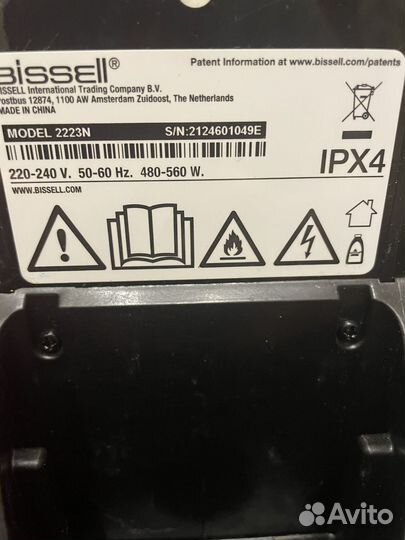 BISSELL®
Patent Information at www.bissell.com/patents
BISSELL International Trading Company B.V.
Postbus 12874, 1100 AW Amsterdam Zuidoost, The Netherlands
MADE IN CHINA
MODEL 2223N S/N:2124601049E
IPX4
220-240 V. 50-60 Hz. 480-560 W.
WWW.BISSELL.COM
Avito